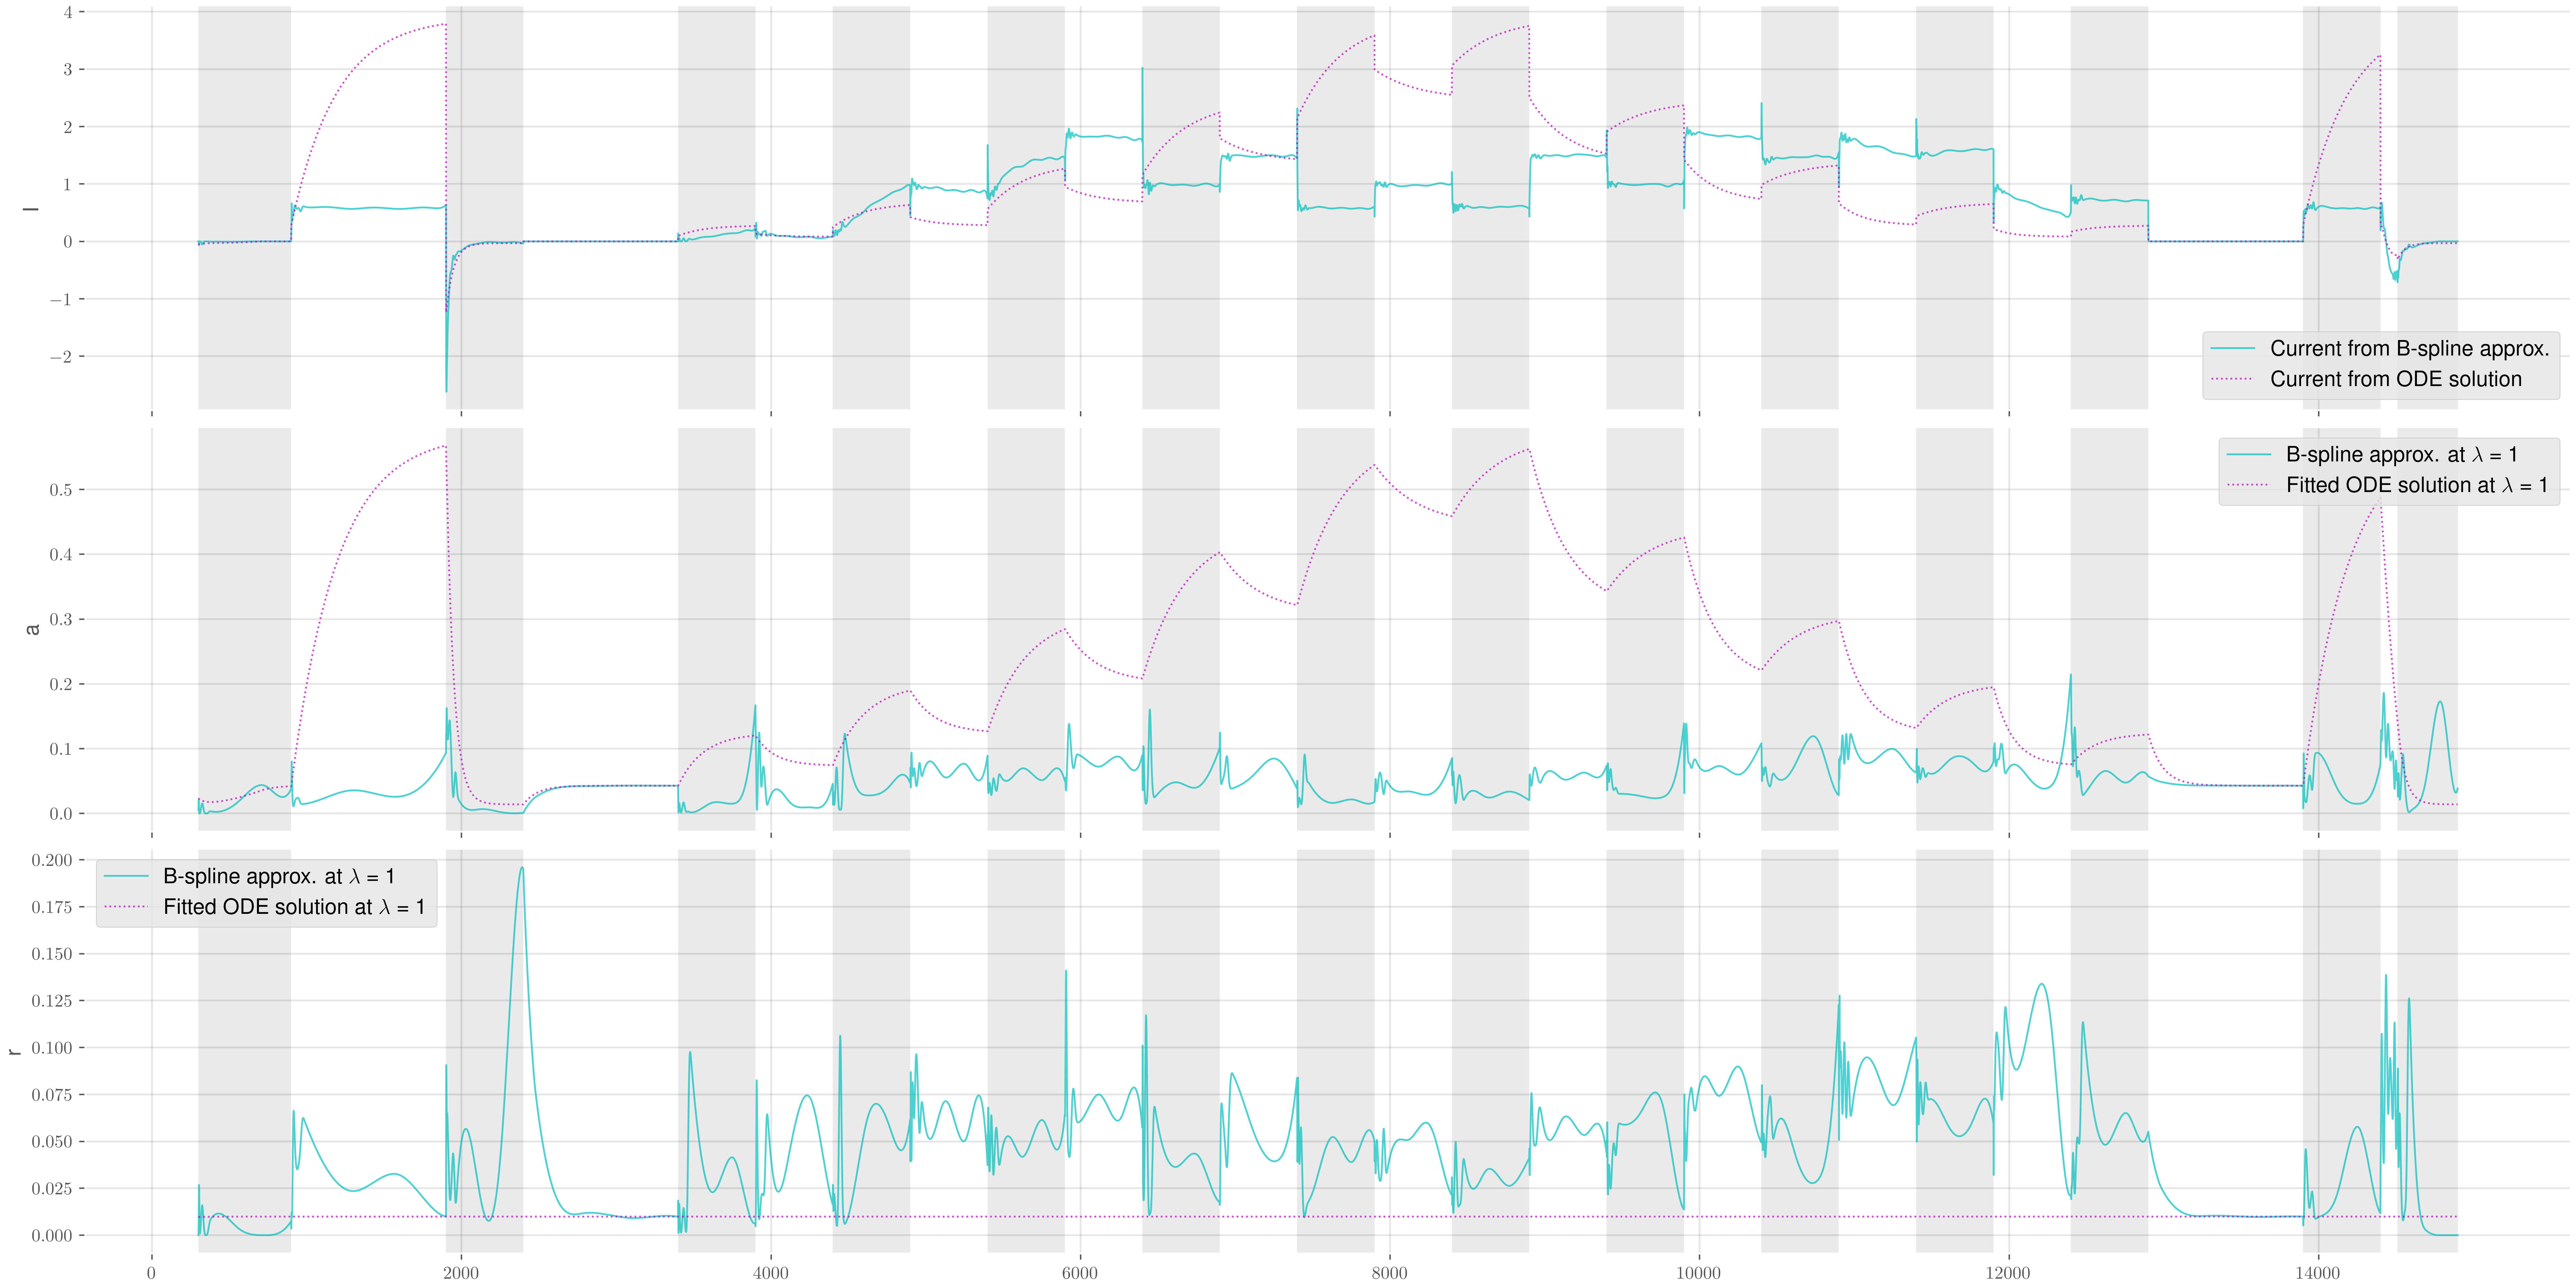 4
3
2
1
0
−1
−2
I
Current from B-spline approx.
Current from ODE solution
0.5
0.4
0.3
0.2
0.1
0.0
a
B-spline approx. at λ = 1
Fitted ODE solution at λ = 1
0.200
0.175
0.150
0.125
0.100
0.075
0.050
0.025
0.000
r
B-spline approx. at λ = 1
Fitted ODE solution at λ = 1
0 2000 4000 6000 8000 10000 12000 14000